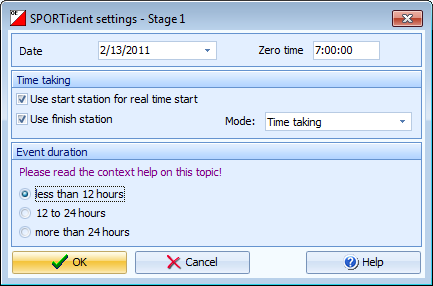 OE SPORTident settings - Stage 1
Date 2/13/2011 Zero time 7:00:00
Time taking
Use start station for real time start
Use finish station Mode: Time taking
Event duration
Please read the context help on this topic!
less than 12 hours
12 to 24 hours
more than 24 hours
OK Cancel Help